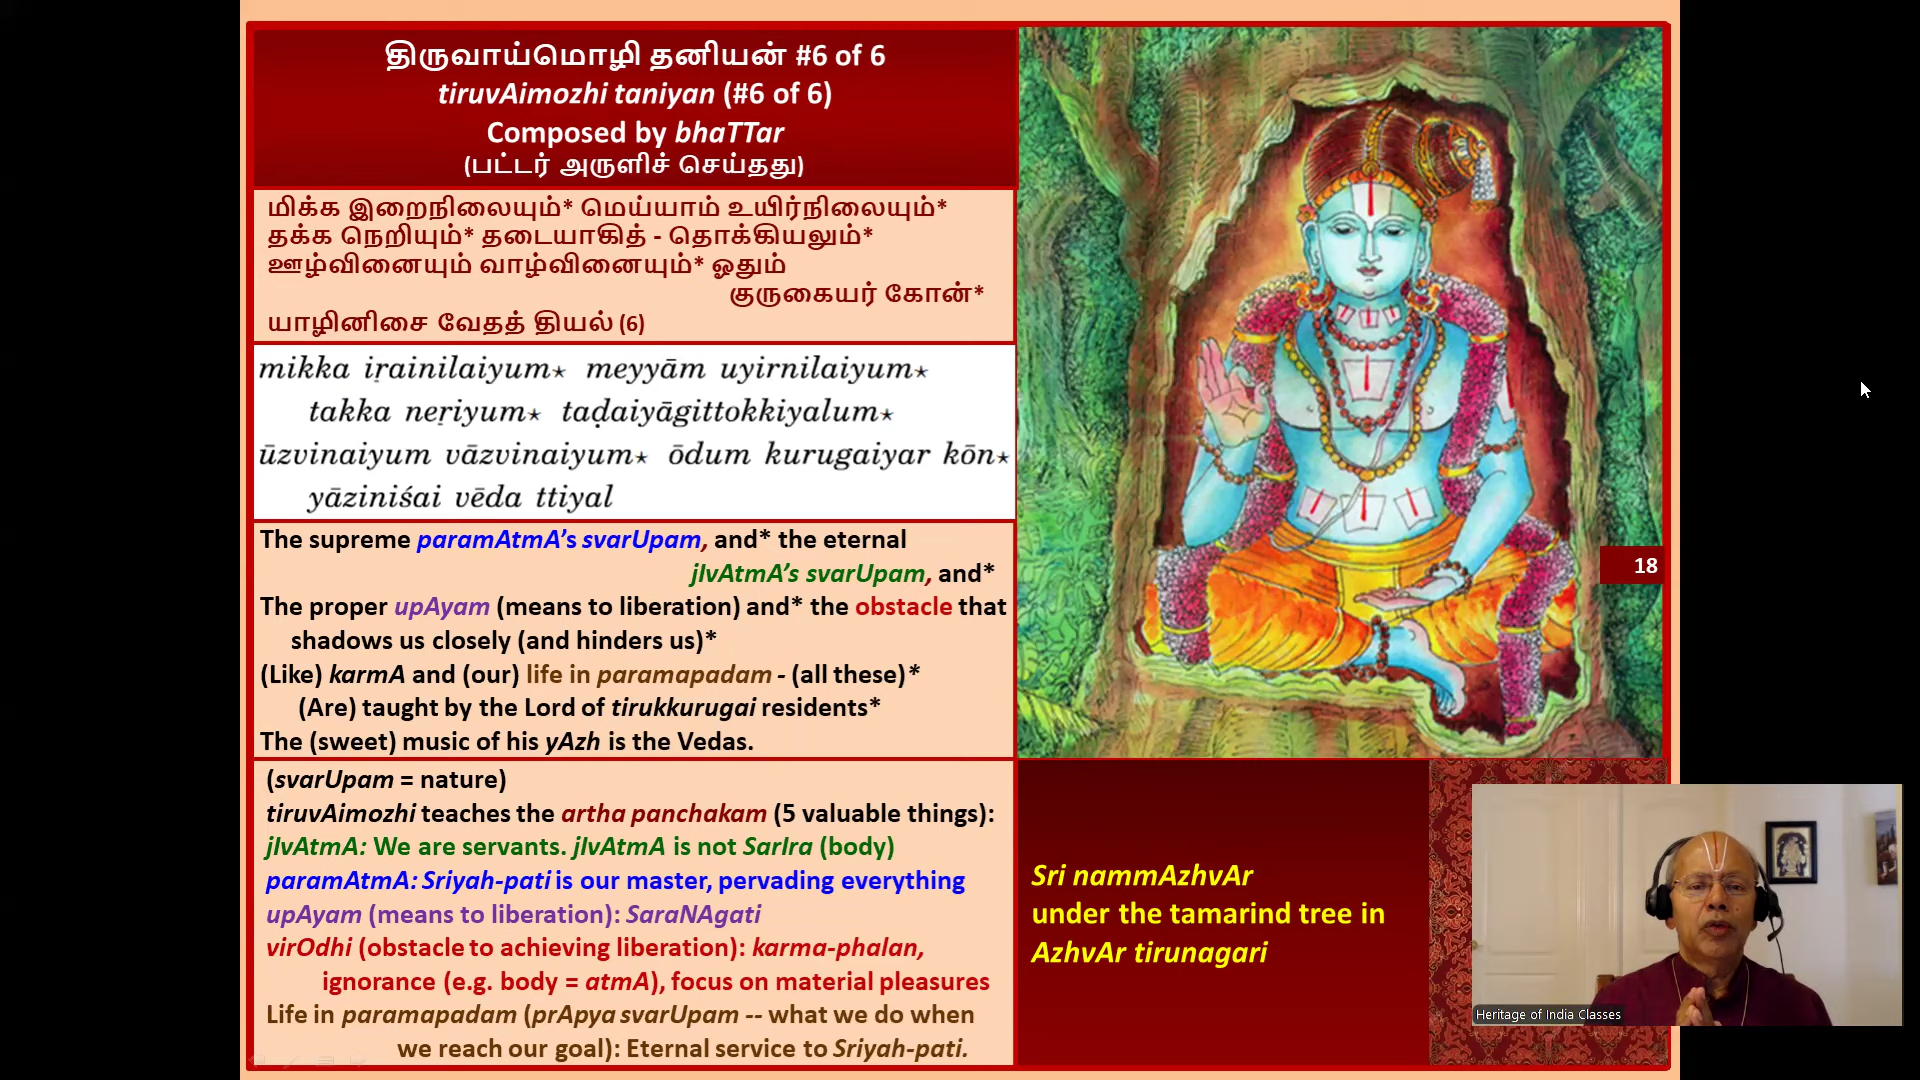 திருவாய்மொழி தனியன் #6 of 6
tiruvAimozhi taniyan (#6 of 6)
Composed by bhaTTar
(பட்டர் அருளிச் செய்தது)
மிக்க இறைநிலையும்* மெய்யாம் உயிர்நிலையும்*
தக்க நெறியும்* தடையாகித் - தொக்கியலும்*
ஊழ்வினையும் வாழ்வினையும்* ஓதும்
குருகையர் கோன்*
யாழினிசை வேதத் தியல் (6)
mikka iṟainilaiyum⋆ meyyām uyirnilaiyum⋆
takka neṟiyum⋆ taḍaiyāgittokkiyalum⋆
ūzvinaiyum vāzvinaiyum⋆ ōdum kurugaiyar kōn⋆
yāziniśai vēda ttiyal
The supreme paramAtmA's svarUpam, and* the eternal
jIvAtmA's svarUpam, and*
The proper upAyam (means to liberation) and* the obstacle that
shadows us closely (and hinders us)*
(Like) karmA and (our) life in paramapadam - (all these)*
(Are) taught by the Lord of tirukkurugai residents*
The (sweet) music of his yAzh is the Vedas.
(svarUpam = nature)
tiruvAimozhi teaches the artha panchakam (5 valuable things):
jIvAtmA: We are servants. jIvAtmA is not SarIra (body)
paramAtmA: Sriyah-pati is our master, pervading everything
upAyam (means to liberation): SaraNAgati
virOdhi (obstacle to achieving liberation): karma-phalan,
ignorance (e.g. body = atmA), focus on material pleasures
Life in paramapadam (prApya svarUpam -- what we do when
we reach our goal): Eternal service to Sriyah-pati.
18
Sri nammAzhvAr
under the tamarind tree in
AzhvAr tirunagari
Heritage of India Classes